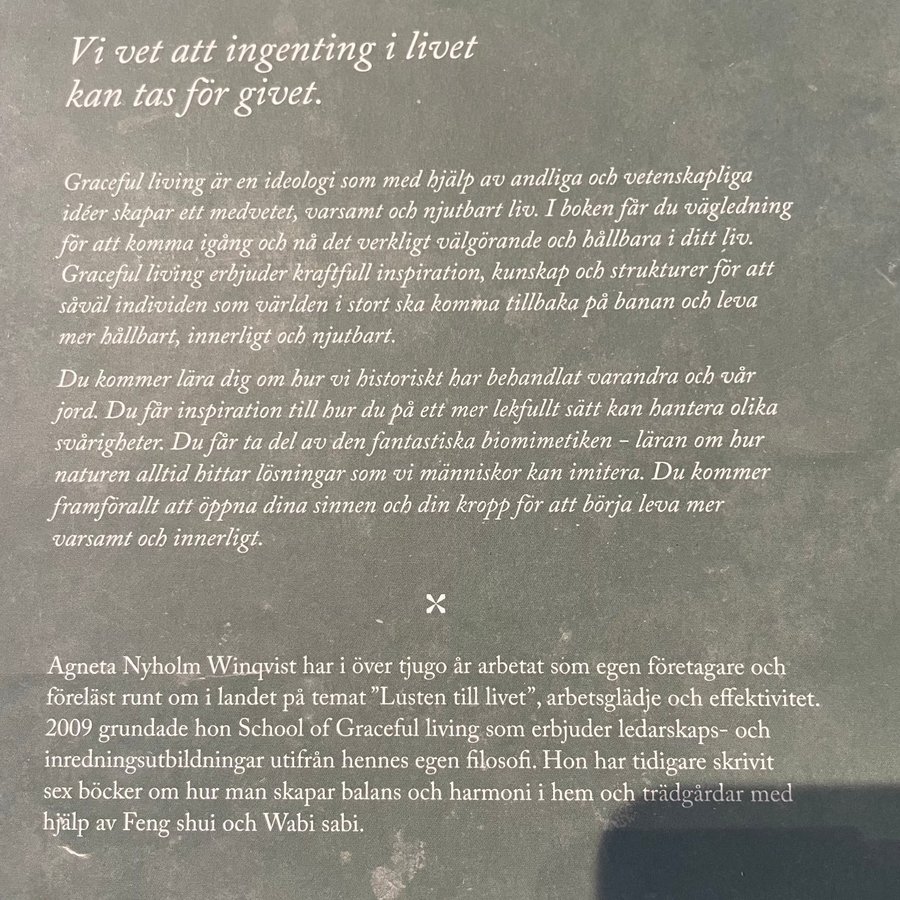 Vi vet att ingenting i livet
kan tas för givet.
Graceful living är en ideologi som med hjälp av andliga och vetenskapliga
idéer skapar ett medvetet, varsamt och njutbart liv. I boken får du vägledning
för att komma igång och nå det verkligt välgörande och hållbara i ditt liv.
Graceful living erbjuder kraftfull inspiration, kunskap och strukturer för att
såväl individen som världen i stort ska komma tillbaka på banan och leva
mer hållbart, innerligt och njutbart.
Du kommer lära dig om hur vi historiskt har behandlat varandra och vår
jord. Du får inspiration till hur du på ett mer lekfullt sätt kan hantera olika
svårigheter. Du får ta del av den fantastiska biomimetiken – läran om hur
naturen alltid hittar lösningar som vi människor kan imitera. Du kommer
framförallt att öppna dina sinnen och din kropp för att börja leva mer
varsamt och innerligt.
Agneta Nyholm Winqvist har i över tjugo år arbetat som egen företagare och
föreläst runt om i landet på temat ”Lusten till livet”, arbetsglädje och effektivitet.
2009 grundade hon School of Graceful living som erbjuder ledarskaps- och
inredningsutbildningar utifrån hennes egen filosofi. Hon har tidigare skrivit
sex böcker om hur man skapar balans och harmoni i hem och trädgårdar med
hjälp av Feng shui och Wabi sabi.